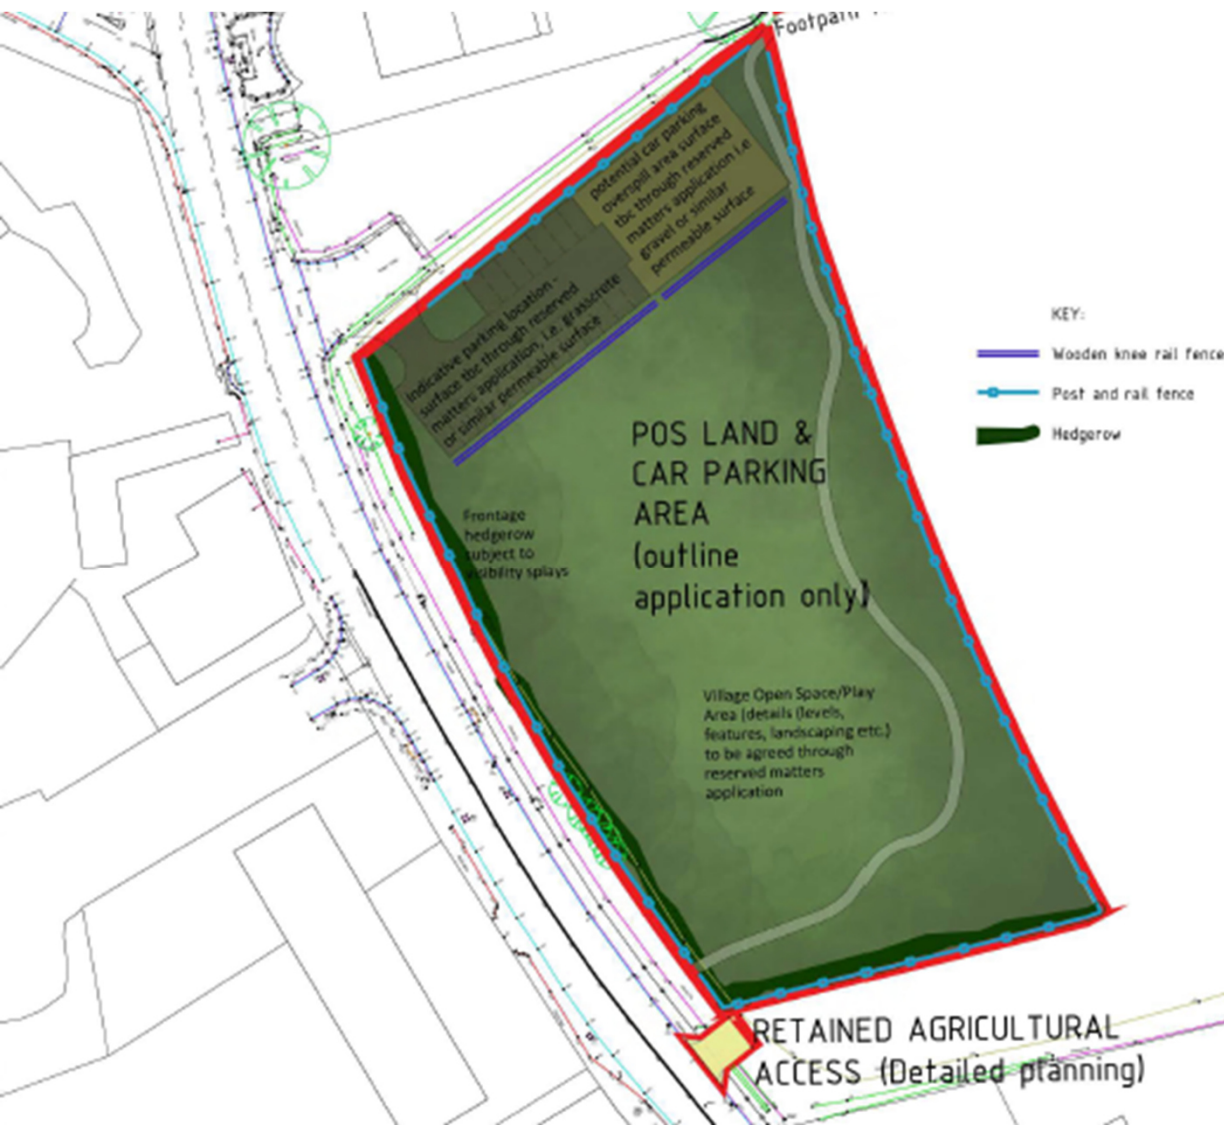 Footpath
potential car parking
overspill area surface
tbc through reserved
matters application i.e
gravel or similar
permeable surface
Indicative parking location -
surface tbc through reserved
matters application, i.e. grasscrete
or similar permeable surface
KEY:
Wooden knee rail fence
Post and rail fence
Hedgerow
POS LAND &
CAR PARKING
AREA
(outline
application only)
Frontage
hedgerow
subject to
visibility splays
Village Open Space/Play
Area (details (levels,
features, landscaping etc.)
to be agreed through
reserved matters
application
RETAINED AGRICULTURAL
ACCESS (Detailed planning)